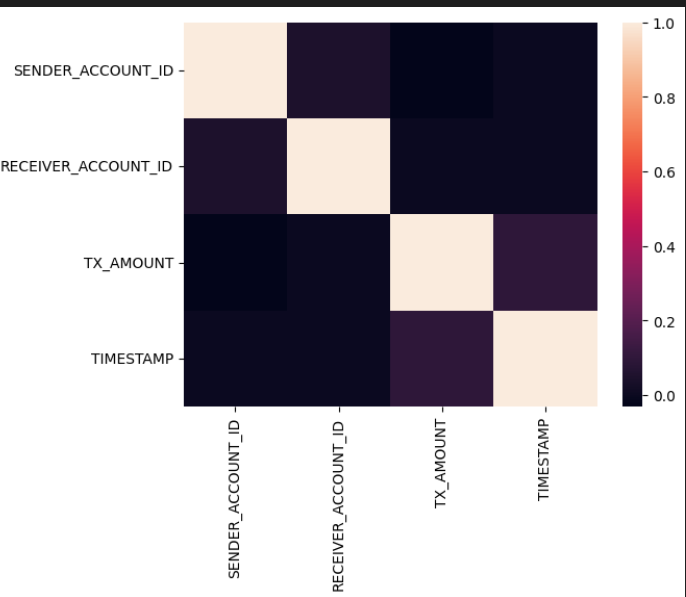 1.0
SENDER_ACCOUNT_ID
0.8
RECEIVER_ACCOUNT_ID
0.6
0.4
TX_AMOUNT
0.2
TIMESTAMP
0.0
SENDER_ACCOUNT_ID
RECEIVER_ACCOUNT_ID
TX_AMOUNT
TIMESTAMP